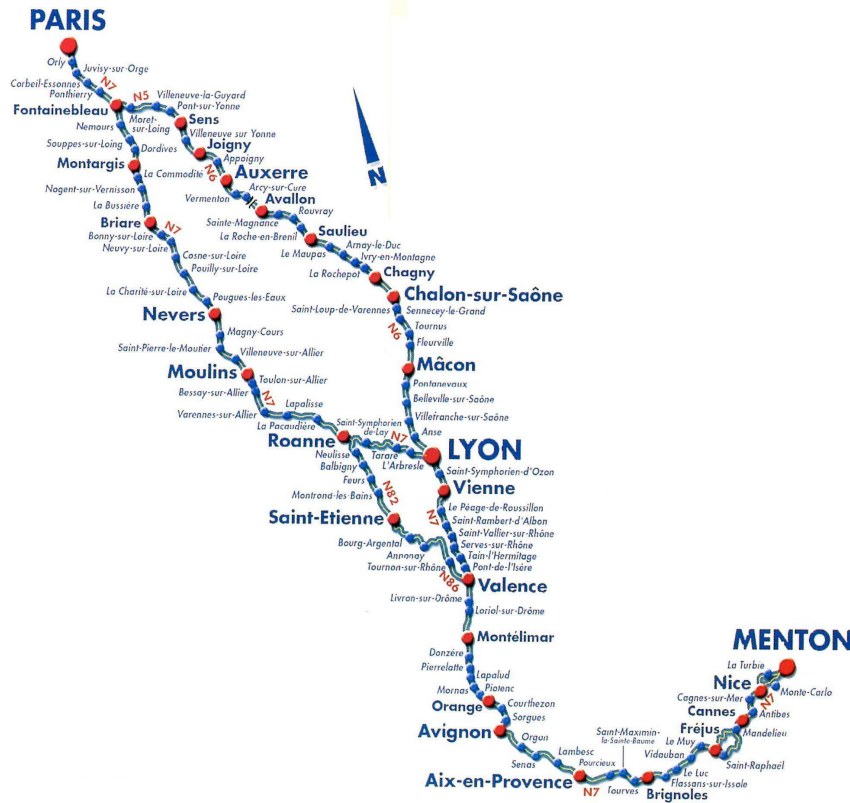 PARIS
Orly
Juvisy-sur-Orge
Corbeil-Essonnes
N7
Villeneuve-la-Guyard
Ponthierry
N5
Pont-sur-Yonne
Fontainebleau
Moret-
sur-Loing
Sens
Nemours
Villeneuve sur Yonne
Souppes-sur-Loing
Dordives
Joigny
Appoigny
Montargis
La Commodité
N6
Auxerre
N
Nogent-sur-Vernisson
Arcy-sur-Cure
Vermenton
Avallon
La Bussière
Rouvray
Briare
N7
Sainte-Magnance
Bonny-sur-Loire
La Roche-en-Brenil
Saulieu
Neuvy-sur-Loire
Arnay-le-Duc
Cosne-sur-Loire
Le Maupas
Ivry-en-Montagne
Pouilly-sur-Loire
La Rochepot
Chagny
La Charité-sur-Loire
Pougues-les-Eaux
Chalon-sur-Saône
Nevers
Saint-Loup-de-Varennes
Sennecey-le-Grand
N6
Tournus
Magny-Cours
Fleurville
Saint-Pierre-le-Moutier
Villeneuve-sur-Allier
Mâcon
Moulins
Toulon-sur-Allier
Pontanevaux
Bessay-sur-Allier
N7
Belleville-sur-Saône
Varennes-sur-Allier
Lapalisse
Villefranche-sur-Saône
La Pacaudière
Saint-Symphorien
de-Lay
N7
Anse
Roanne
Tarare
L'Arbresle
LYON
Neulisse
Balbigny
Saint-Symphorien-d'Ozon
Feurs
Vienne
Montrond-les-Bains
N82
Le Péage-de-Roussillon
Saint-Etienne
N7
Saint-Rambert-d'Albon
Saint-Vallier-sur-Rhône
Bourg-Argental
Serves-sur-Rhône
Annonay
Tain-l'Hermitage
Tournon-sur-Rhône
Pont-de-l'Isère
N86
Valence
Livron-sur-Drôme
Loriol-sur-Drôme
Montélimar
MENTON
Donzère
La Turbie
Pierrelatte
Lapalud
Nice
Monte-Carlo
Mornas
Piolenc
Cagnes-sur-Mer
N7
Orange
Courthezon
Cannes
Antibes
Sorgues
Saint-Maximin-
la-Sainte-Baume
Fréjus
Mandelieu
Avignon
Orgon
Le Muy
Senas
Lambesc
Vidauban
Saint-Raphaël
Pourcieux
Le Luc
Aix-en-Provence
N7
Tourves
Brignoles
Flassans-sur-Issole